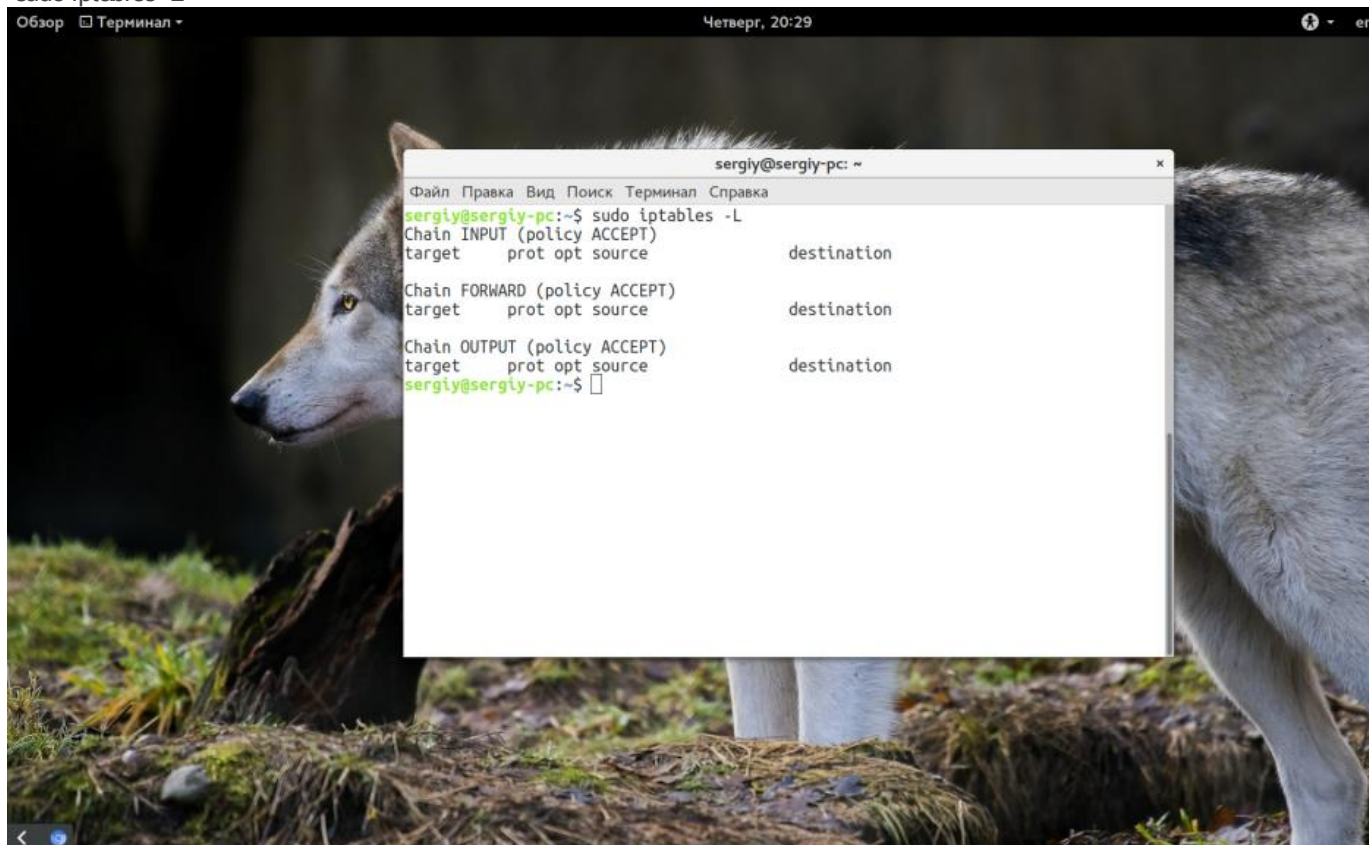 Обзор Терминал
Четверг, 20:29
en
sergiy@sergiy-pc: ~
Файл Правка Вид Поиск Терминал Справка
sergiy@sergiy-pc:~$ sudo iptables -L
Chain INPUT (policy ACCEPT)
target prot opt source destination
Chain FORWARD (policy ACCEPT)
target prot opt source destination
Chain OUTPUT (policy ACCEPT)
target prot opt source destination
sergiy@sergiy-pc:~$